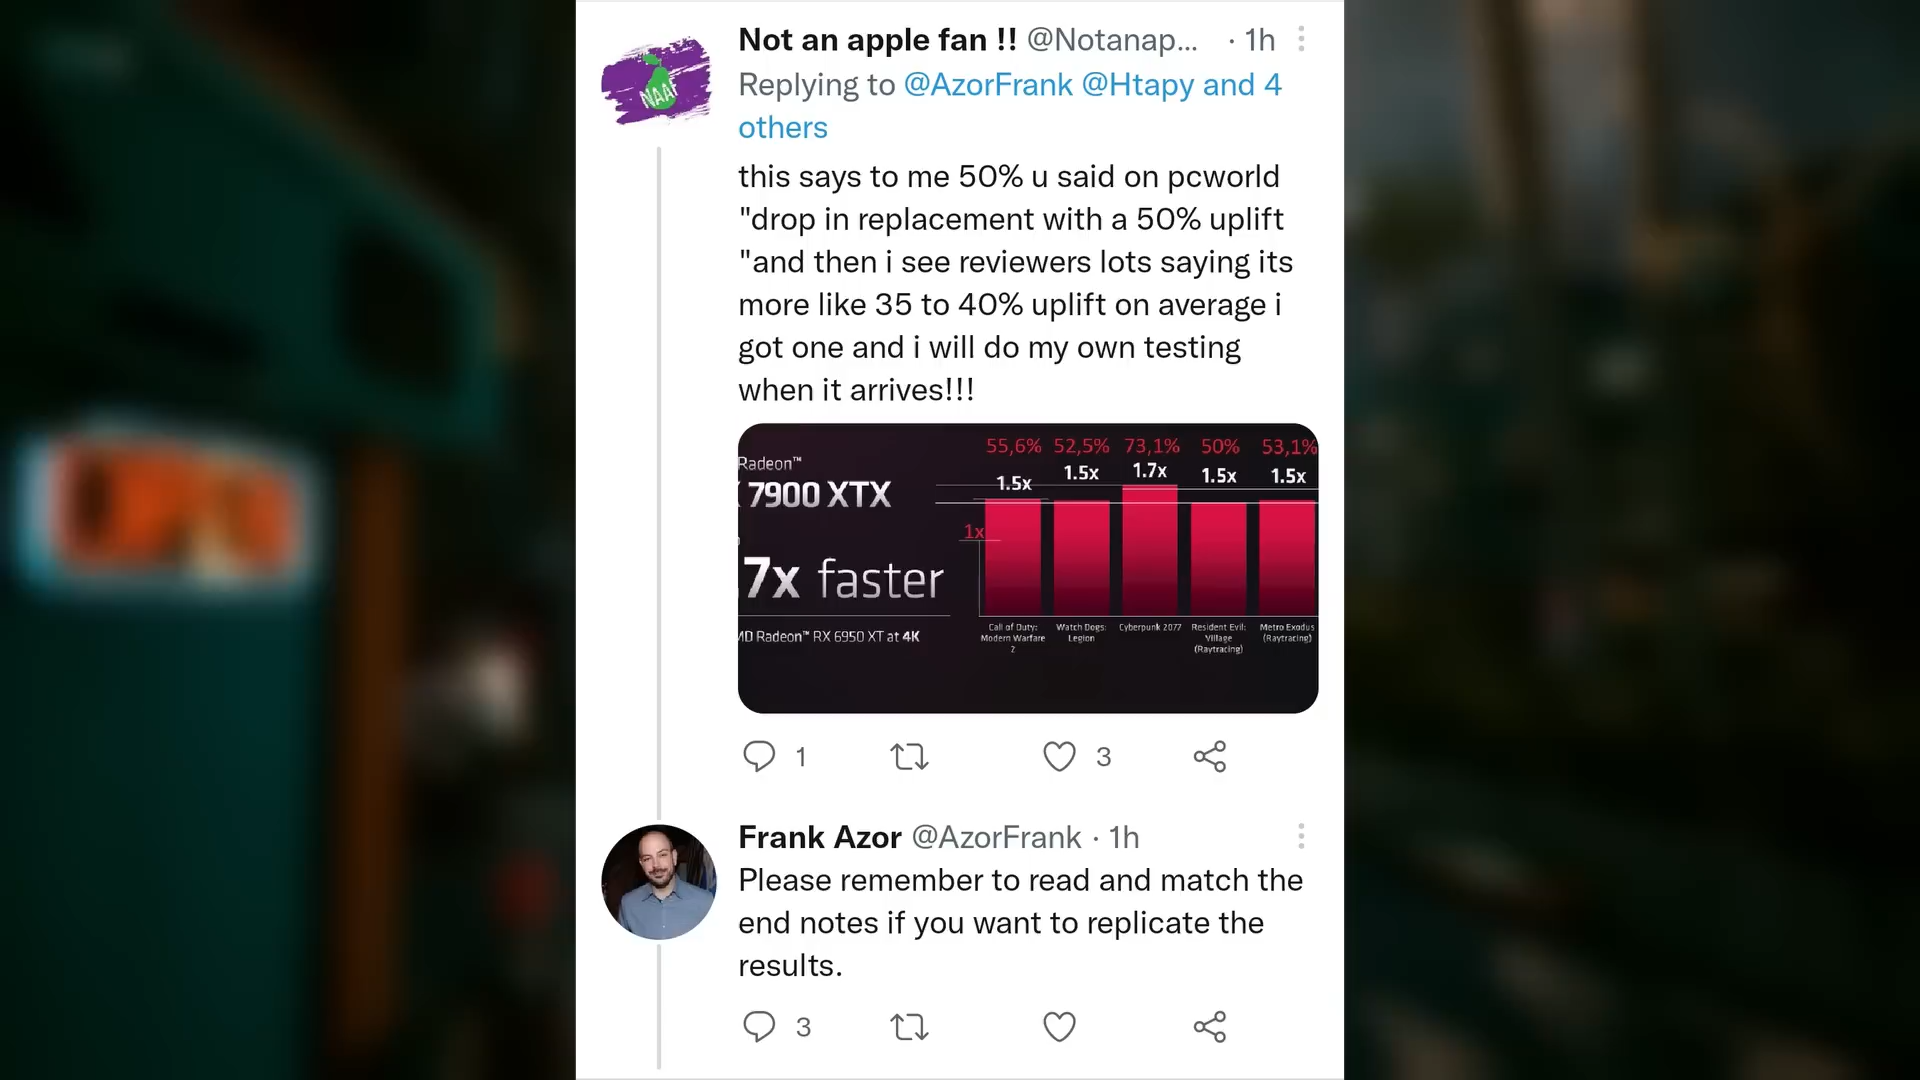 Not an apple fan !! @Notanap... · 1h
Replying to @AzorFrank @Htapy and 4
others
this says to me 50% u said on pcworld
"drop in replacement with a 50% uplift
"and then i see reviewers lots saying its
more like 35 to 40% uplift on average i
got one and i will do my own testing
when it arrives!!!
NAAF
Radeon™
7900 XTX
7x faster
MD Radeon™ RX 6950 XT at 4K
55,6% 52,5% 73,1% 50% 53,1%
1.5x 1.5x 1.7x 1.5x 1.5x
1x
Call of Duty: Modern Warfare 2
Watch Dogs: Legion
Cyberpunk 2077
Resident Evil: Village (Raytracing)
Metro Exodus (Raytracing)
1 3
Frank Azor @AzorFrank · 1h
Please remember to read and match the
end notes if you want to replicate the
results.
3